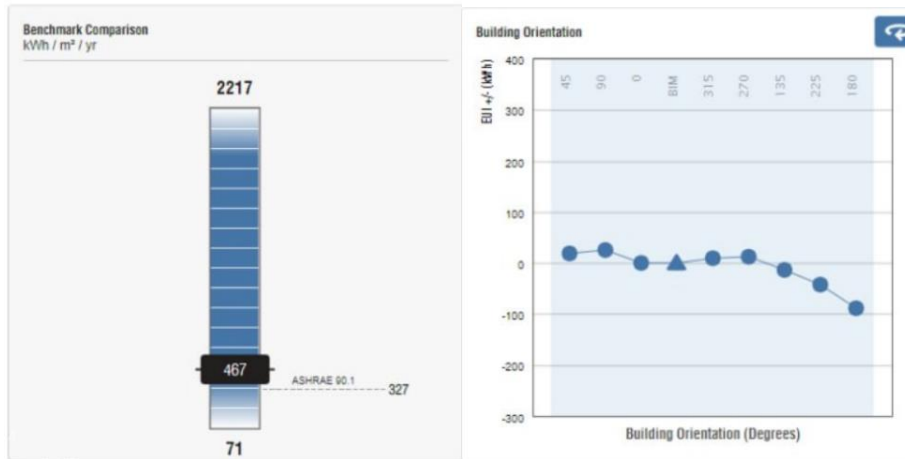 Benchmark Comparison
kWh / m² / yr
2217
467
ASHRAE 90.1
327
71
Building Orientation
EUI +/- (kWh)
400
300
200
100
0
-100
-200
-300
45
90
0
BIM
315
270
135
225
180
Building Orientation (Degrees)